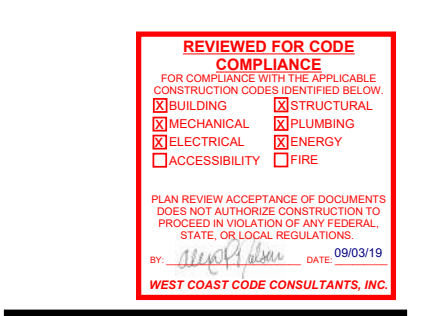 REVIEWED FOR CODE
COMPLIANCE
FOR COMPLIANCE WITH THE APPLICABLE
CONSTRUCTION CODES IDENTIFIED BELOW.
X BUILDING X STRUCTURAL
X MECHANICAL X PLUMBING
X ELECTRICAL X ENERGY
ACCESSIBILITY FIRE
PLAN REVIEW ACCEPTANCE OF DOCUMENTS
DOES NOT AUTHORIZE CONSTRUCTION TO
PROCEED IN VIOLATION OF ANY FEDERAL,
STATE, OR LOCAL REGULATIONS.
BY: DATE: 09/03/19
WEST COAST CODE CONSULTANTS, INC.